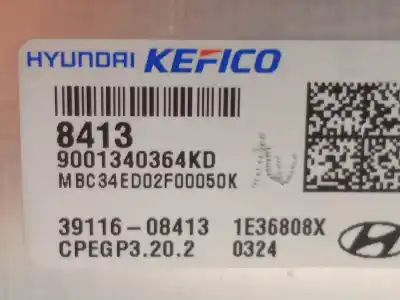 HYUNDAI KEFICO
8413
9001340364KD
MBC34ED02F00050K
39116-08413 1E36808X
CPEGP3.20.2 0324